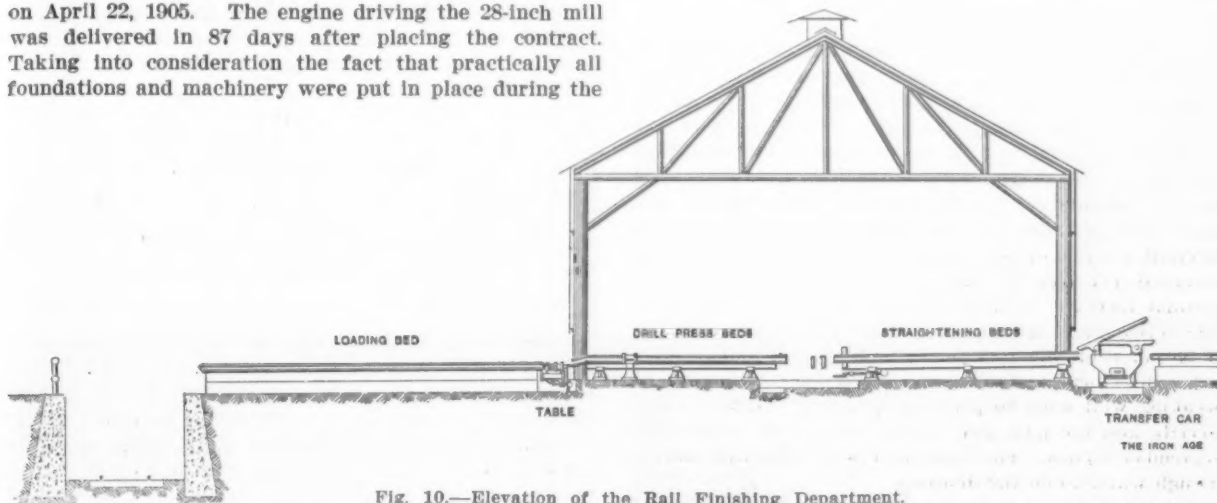 on April 22, 1905. The engine driving the 28-inch mill
was delivered in 87 days after placing the contract.
Taking into consideration the fact that practically all
foundations and machinery were put in place during the
LOADING BED
DRILL PRESS BEDS
STRAIGHTENING BEDS
TABLE
TRANSFER CAR
THE IRON AGE
Fig. 10.—Elevation of the Rail Finishing Department.